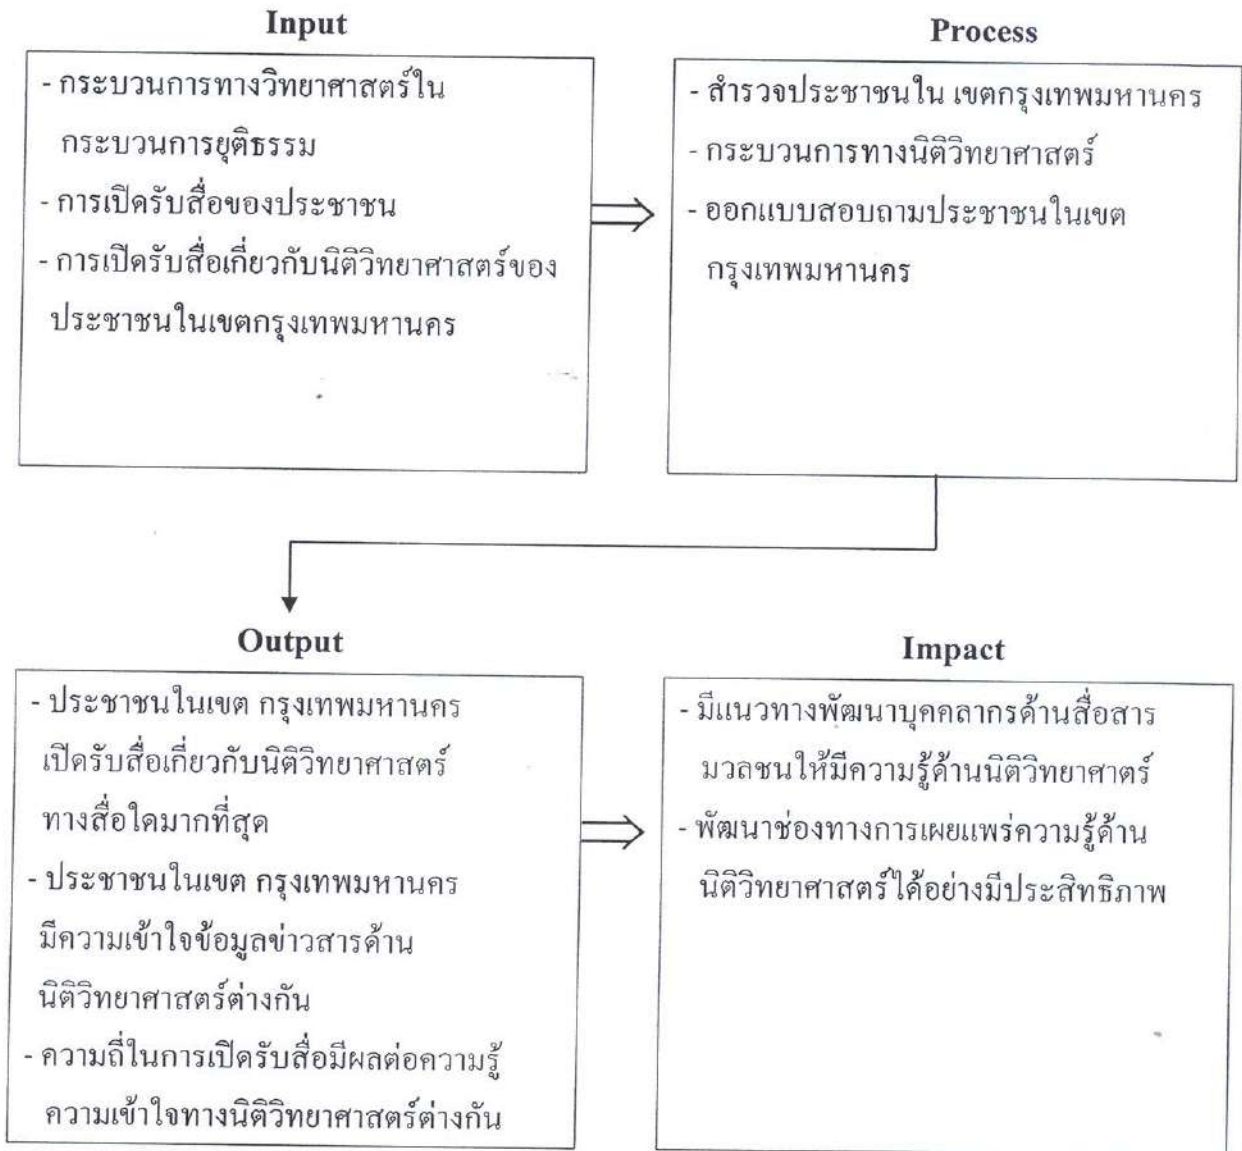 Input
- กระบวนการทางวิทยาศาสตร์ใน
กระบวนการยุติธรรม
- การเปิดรับสื่อของประชาชน
- การเปิดรับสื่อเกี่ยวกับนิติวิทยาศาสตร์ของ
ประชาชนในเขตกรุงเทพมหานคร
Process
- สำรวจประชาชนใน เขตกรุงเทพมหานคร
- กระบวนการทางนิติวิทยาศาสตร์
- ออกแบบสอบถามประชาชนในเขต
กรุงเทพมหานคร
Output
- ประชาชนในเขต กรุงเทพมหานคร
เปิดรับสื่อเกี่ยวกับนิติวิทยาศาสตร์
ทางสื่อใดมากที่สุด
- ประชาชนในเขต กรุงเทพมหานคร
มีความเข้าใจข้อมูลข่าวสารด้าน
นิติวิทยาศาสตร์ต่างกัน
- ความถี่ในการเปิดรับสื่อมีผลต่อความรู้
ความเข้าใจทางนิติวิทยาศาสตร์ต่างกัน
Impact
- มีแนวทางพัฒนาบุคคลากรด้านสื่อสาร
มวลชนให้มีความรู้ด้านนิติวิทยาศาตร์
- พัฒนาช่องทางการเผยแพร่ความรู้ด้าน
นิติวิทยาศาสตร์ได้อย่างมีประสิทธิภาพ